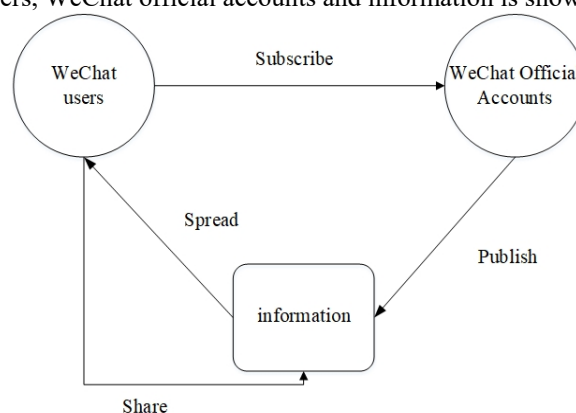 ers, WeChat official accounts and information is show
WeChat
users
Subscribe
WeChat Officia
Accounts
Spread
Publish
information
Share